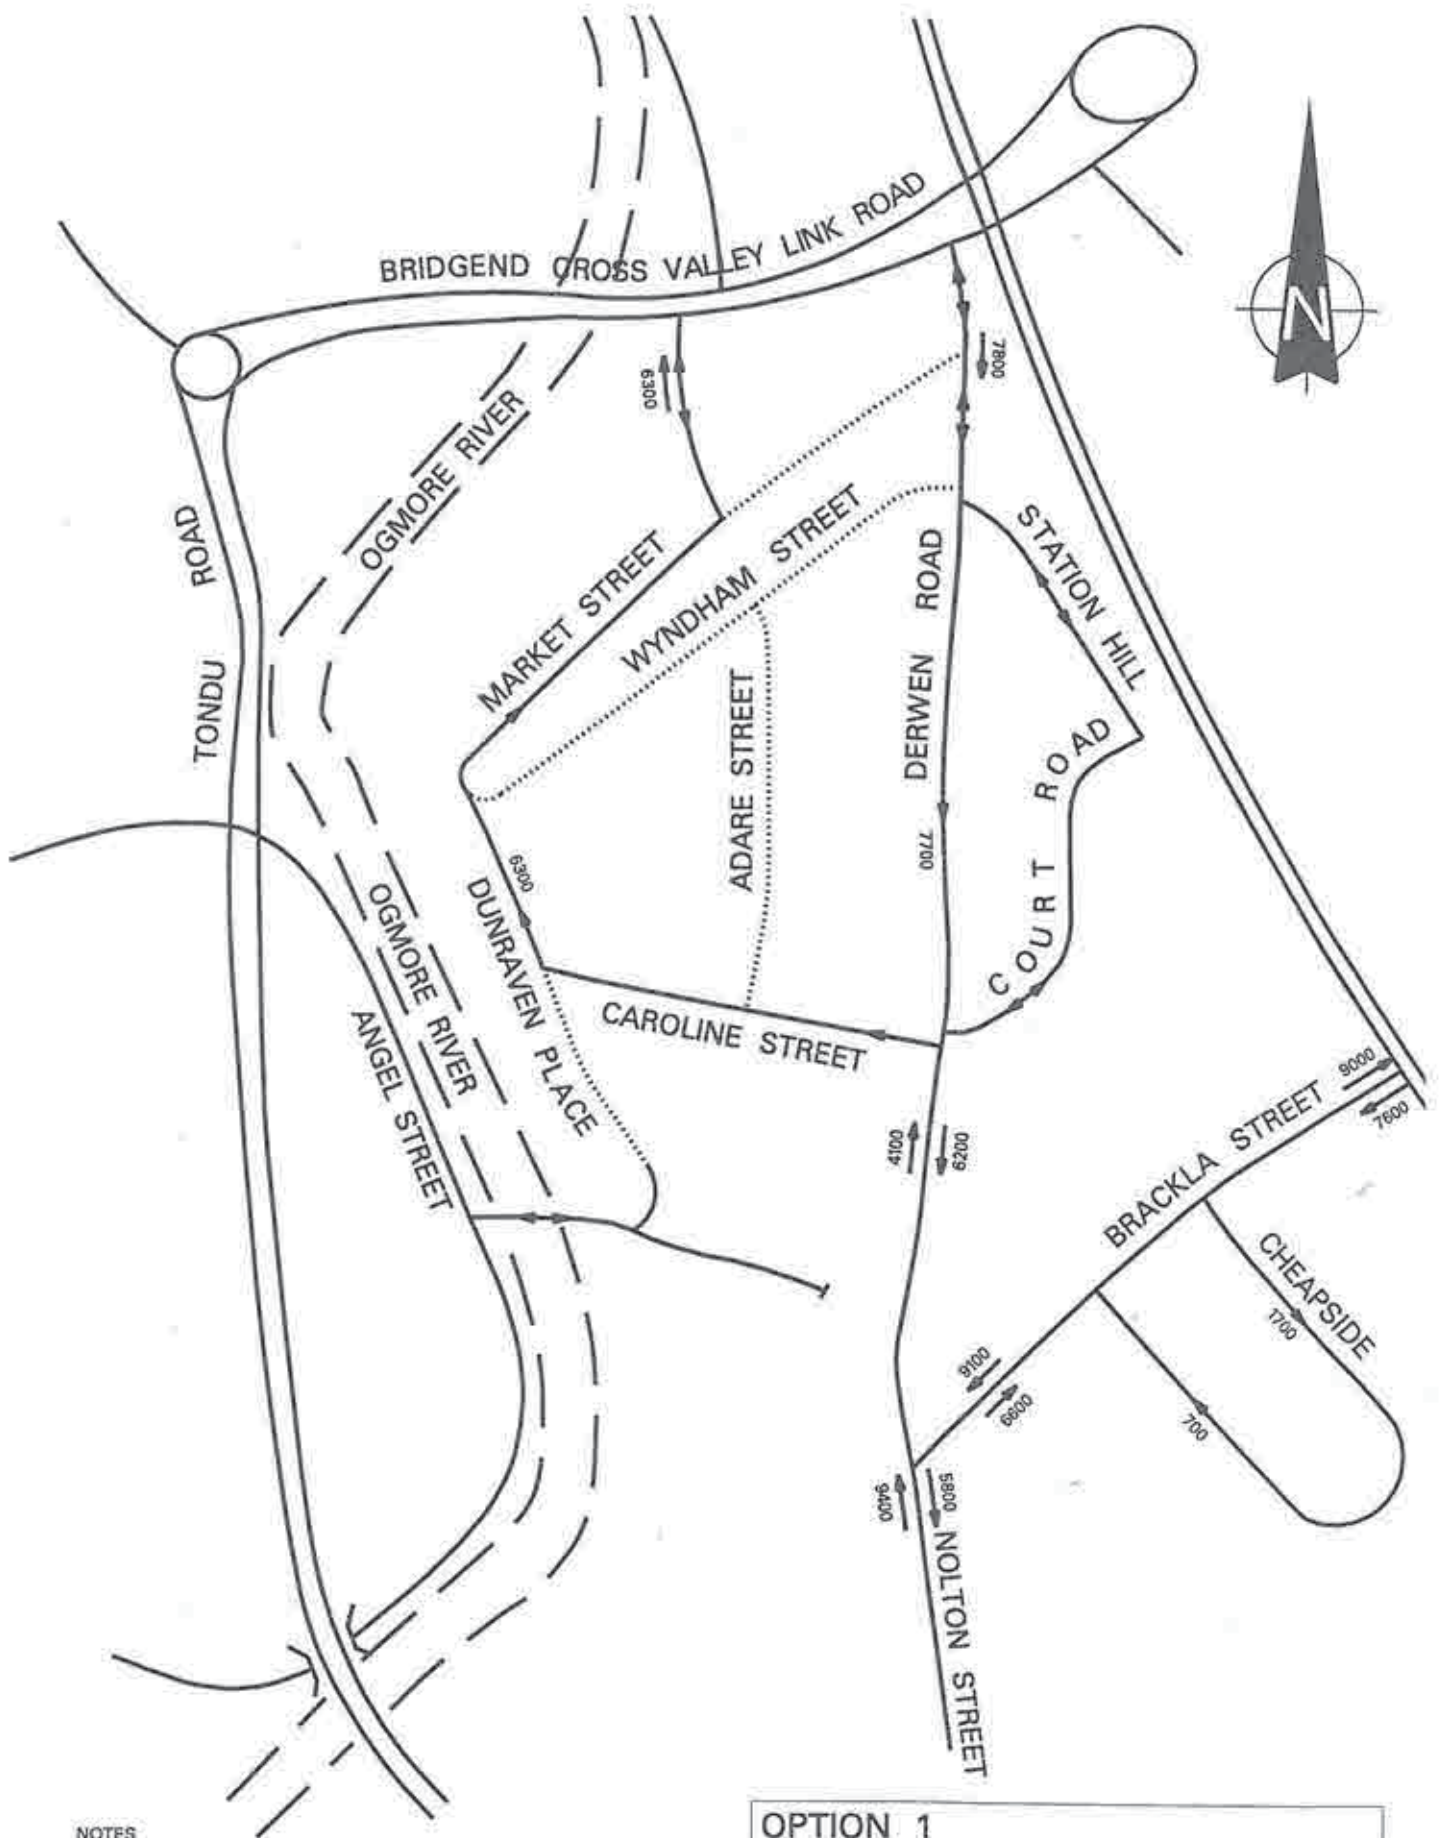 BRIDGEND CROSS VALLEY LINK ROAD
N
7800
6300
OGMORE RIVER
TONDU ROAD
MARKET STREET
WYNDHAM STREET
STATION HILL
DERWEN ROAD
ADARE STREET
COURT ROAD
7700
6300
DUNRAVEN PLACE
OGMORE RIVER
ANGEL STREET
CAROLINE STREET
9000
7600
BRACKLA STREET
4100
6200
CHEAPSIDE
1700
700
9100
6600
9400
5800
NOLTON STREET
NOTES
OPTION 1